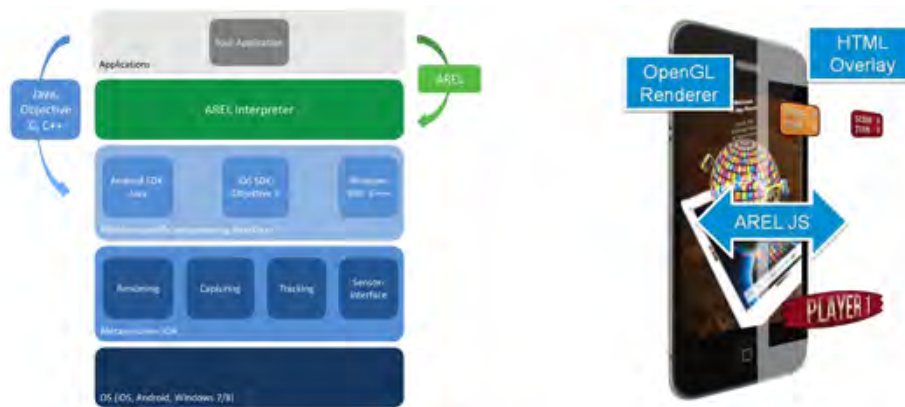 Your Application
Applications
AREL Interpreter
Java,
Objective
C, C++
AREL
Android SDK
Java
iOS SDK
Objective C
Rendering
Capturing
Tracking
Sensor-
Interface
Metaio SDK
OS (iOS, Android, Windows 7/8)
OpenGL
Renderer
HTML
Overlay
AREL JS
PLAYER 1